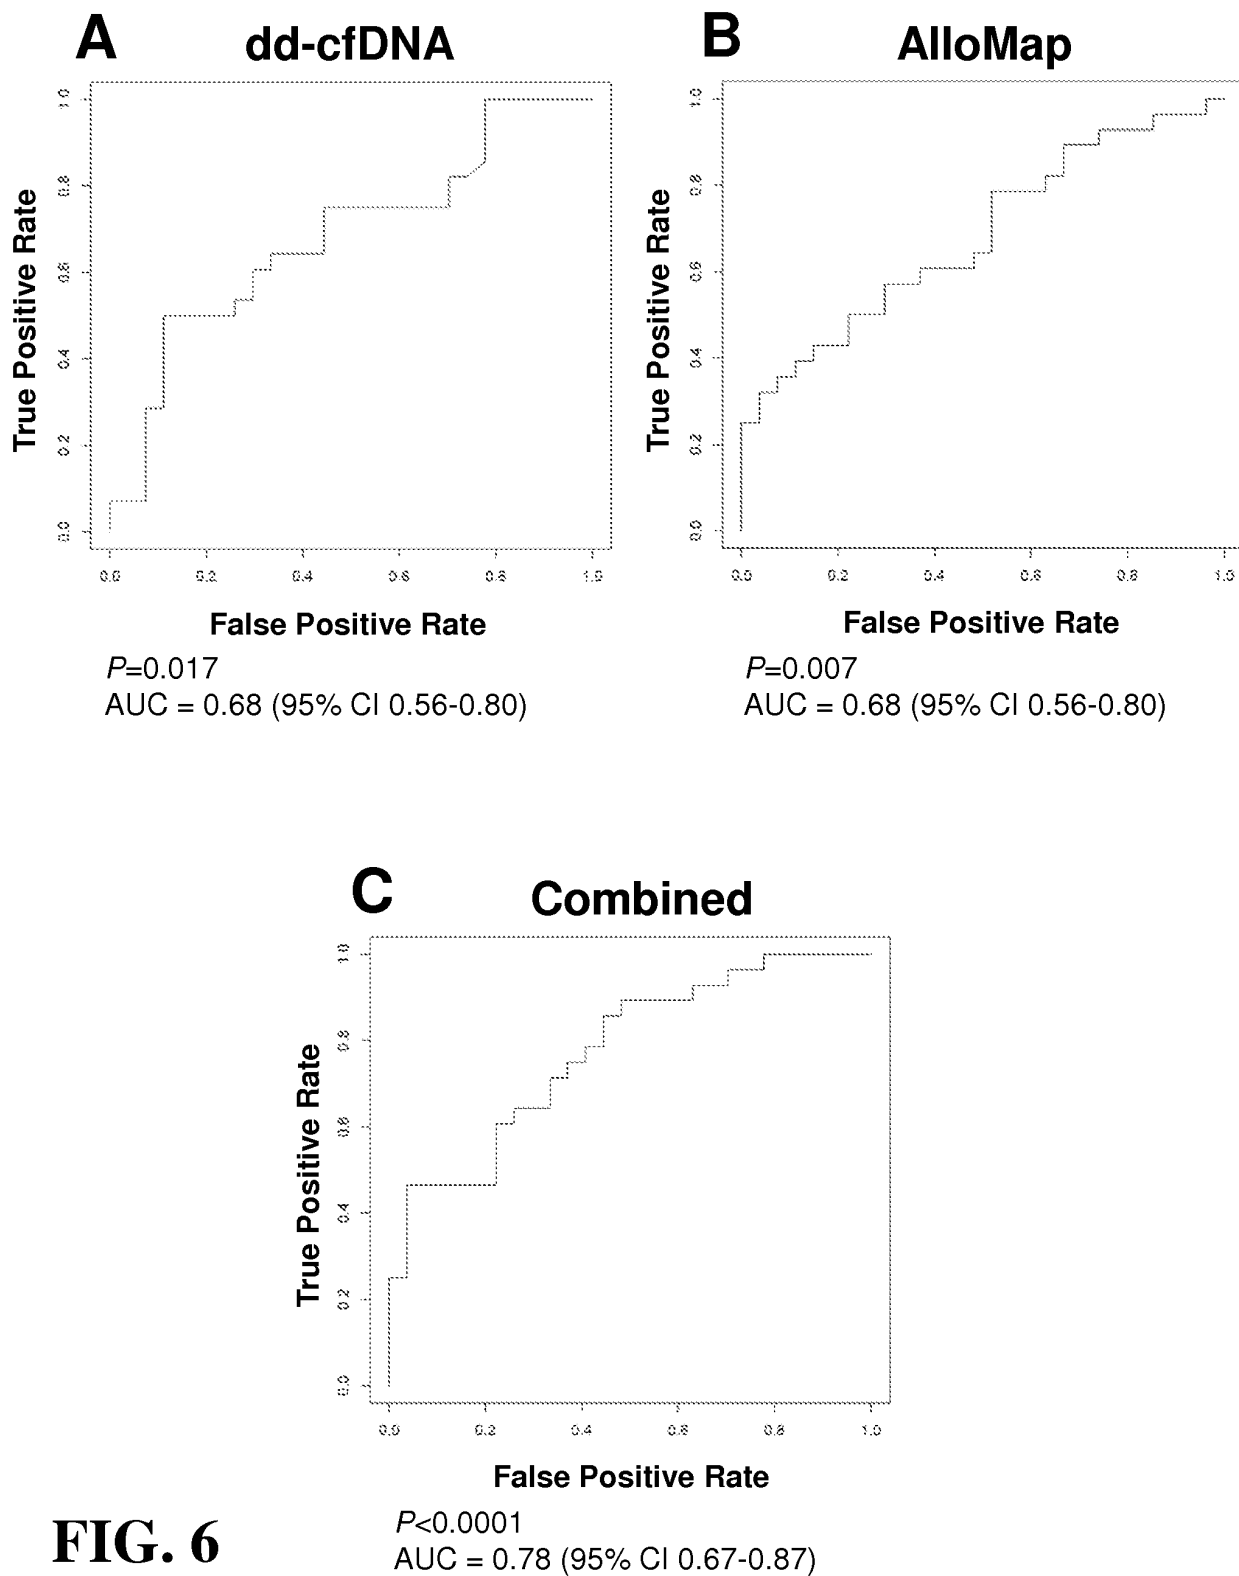 A
dd-cfDNA
True Positive Rate
1.0
0.8
0.6
0.4
0.2
0.0
0.0 0.2 0.4 0.6 0.8 1.0
False Positive Rate
P=0.017
AUC = 0.68 (95% CI 0.56-0.80)
B
AlloMap
True Positive Rate
1.0
0.8
0.6
0.4
0.2
0.0
0.0 0.2 0.4 0.6 0.8 1.0
False Positive Rate
P=0.007
AUC = 0.68 (95% CI 0.56-0.80)
C
Combined
True Positive Rate
1.0
0.8
0.6
0.4
0.2
0.0
0.0 0.2 0.4 0.6 0.8 1.0
False Positive Rate
P<0.0001
AUC = 0.78 (95% CI 0.67-0.87)
FIG. 6